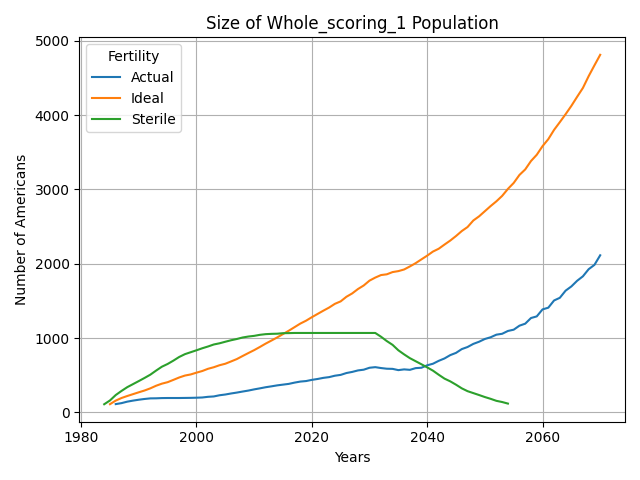 Size of Whole_scoring_1 Population
Number of Americans
5000
4000
3000
2000
1000
0
Fertility
Actual
Ideal
Sterile
1980
2000
2020
2040
2060
Years